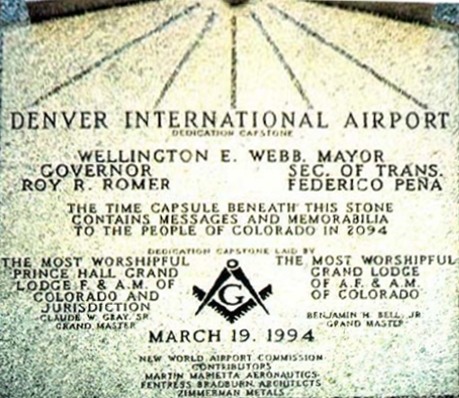 DENVER INTERNATIONAL AIRPORT
DEDICATION CAPSTONE
WELLINGTON E. WEBB. MAYOR
GOVERNOR
ROY R. ROMER
SEC. OF TRANS.
FEDERICO PEÑA
THE TIME CAPSULE BENEATH THIS STONE
CONTAINS MESSAGES AND MEMORABILIA
TO THE PEOPLE OF COLORADO IN 2094
DEDICATION CAPSTONE LAID BY
THE MOST WORSHIPFUL
PRINCE HALL GRAND
LODGE F. & A.M. OF
COLORADO AND
JURISDICTION
CLAUDE W. GRAY, SR.
GRAND MASTER
G
THE MOST WORSHIPFUL
GRAND LODGE
OF A.F. & A.M.
OF COLORADO
BENJAMIN H. BELL, JR
GRAND MASTER
MARCH 19, 1994
NEW WORLD AIRPORT COMMISSION
CONTRIBUTORS
MARTIN MARIETTA AERONAUTICS
FENTRESS BRADBURN ARCHITECTS
ZIMMERMAN METALS